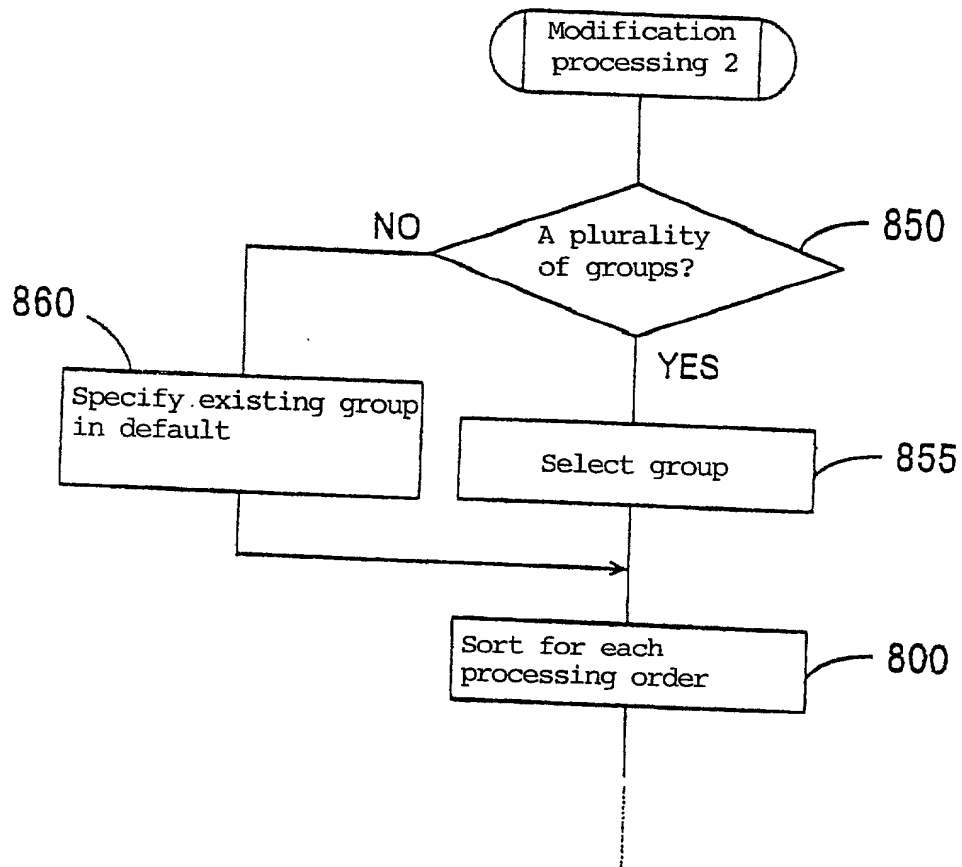 Modification
processing 2
NO
A plurality
of groups?
850
860
YES
Specify existing group
in default
Select group
855
Sort for each
processing order
800